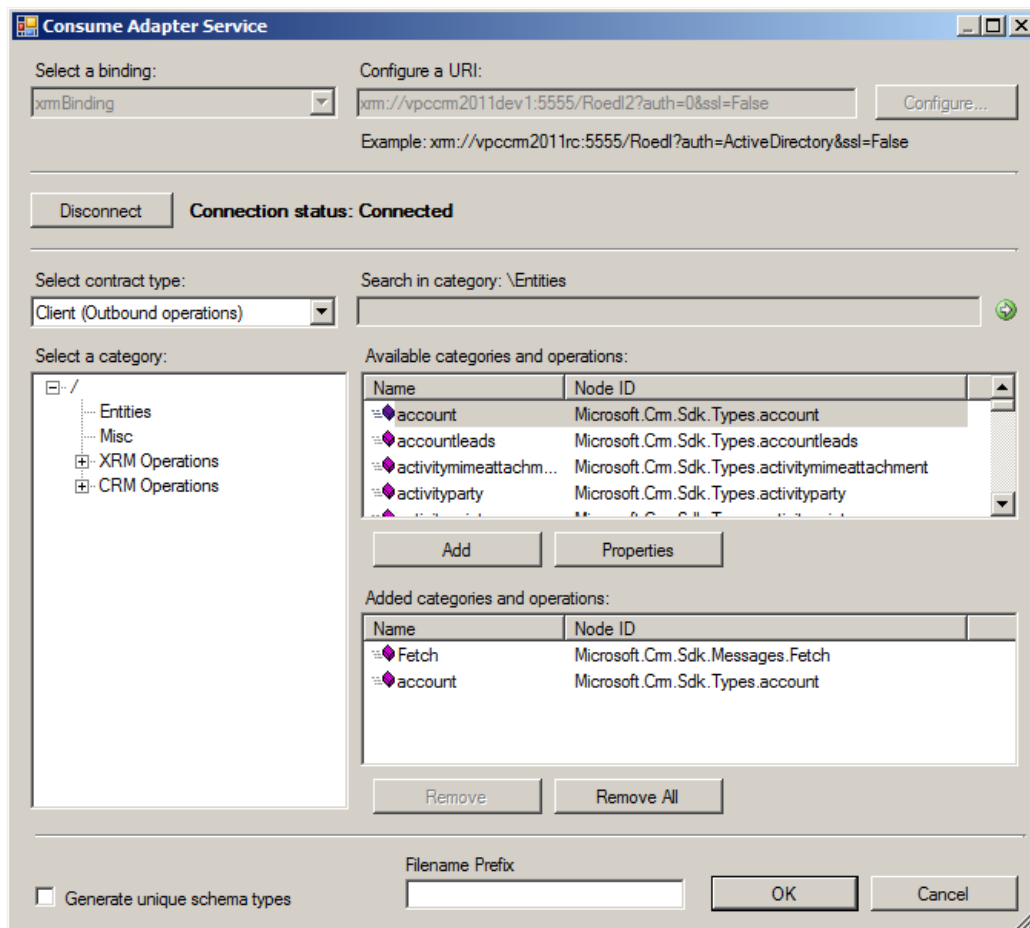 Consume Adapter Service
Select a binding:
Configure a URI:
xrmBinding
xrm://vpccrm2011dev1:5555/Roedl2?auth=0&ssl=False
Configure...
Example: xrm://vpccrm2011rc:5555/Roedl?auth=ActiveDirectory&ssl=False
Disconnect
Connection status: Connected
Select contract type:
Search in category: \Entities
Client (Outbound operations)
Select a category:
Available categories and operations:
/
Entities
Misc
XRM Operations
CRM Operations
Name Node ID
account Microsoft.Crm.Sdk.Types.account
accountleads Microsoft.Crm.Sdk.Types.accountleads
activitymimeattachm... Microsoft.Crm.Sdk.Types.activitymimeattachment
activityparty Microsoft.Crm.Sdk.Types.activityparty
Add
Properties
Added categories and operations:
Name Node ID
Fetch Microsoft.Crm.Sdk.Messages.Fetch
account Microsoft.Crm.Sdk.Types.account
Remove
Remove All
Filename Prefix
Generate unique schema types
OK
Cancel